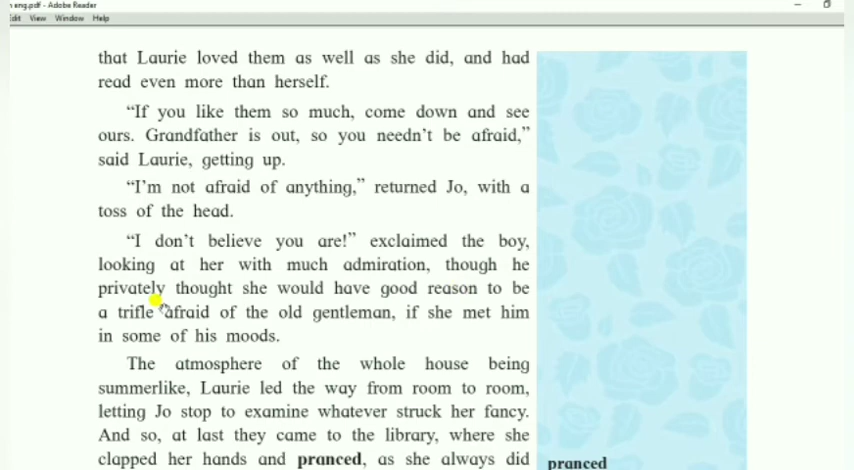 eng.pdf - Adobe Reader
Edit View Window Help
that Laurie loved them as well as she did, and had
read even more than herself.
“If you like them so much, come down and see
ours. Grandfather is out, so you needn’t be afraid,”
said Laurie, getting up.
“I’m not afraid of anything,” returned Jo, with a
toss of the head.
“I don’t believe you are!” exclaimed the boy,
looking at her with much admiration, though he
privately thought she would have good reason to be
a trifle afraid of the old gentleman, if she met him
in some of his moods.
The atmosphere of the whole house being
summerlike, Laurie led the way from room to room,
letting Jo stop to examine whatever struck her fancy.
And so, at last they came to the library, where she
clapped her hands and pranced, as she always did
pranced